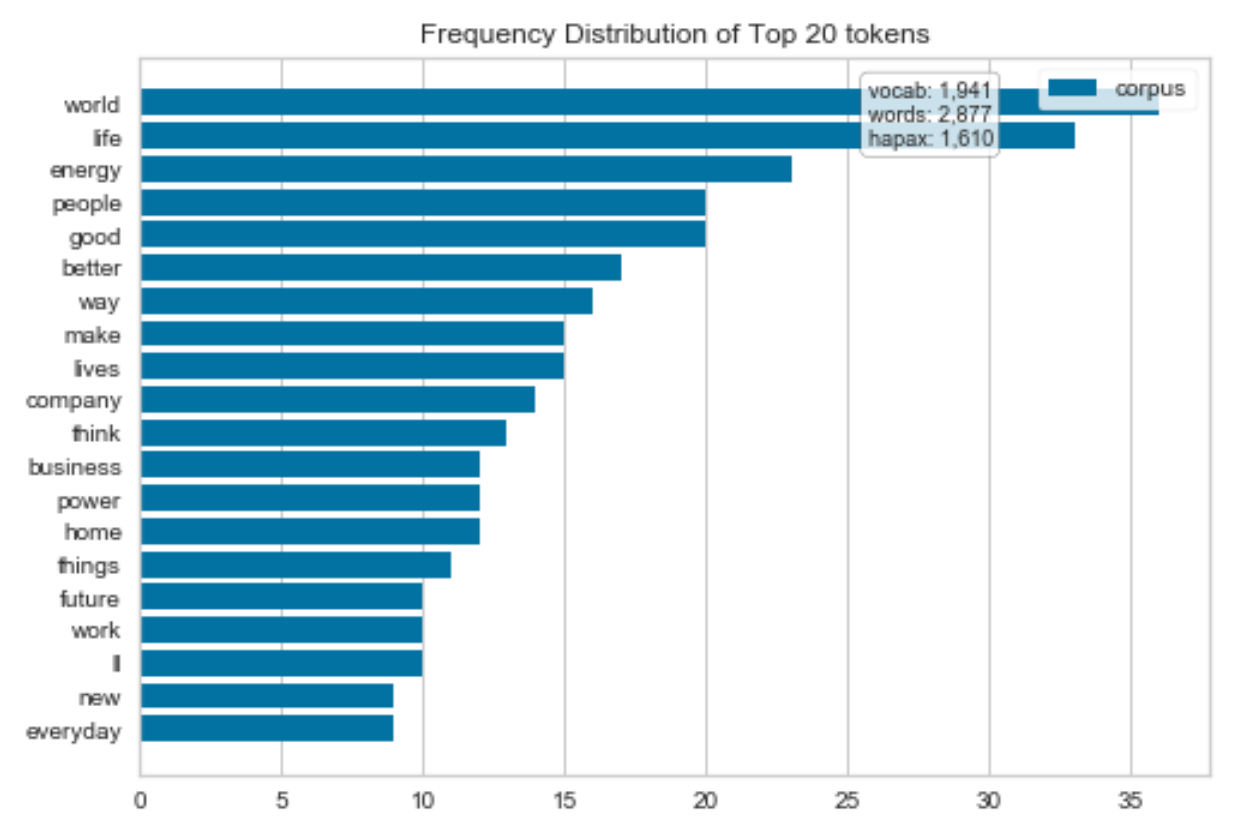 Frequency Distribution of Top 20 tokens
vocab: 1,941
words: 2,877
hapax: 1,610
corpus
world
life
energy
people
good
better
way
make
lives
company
think
business
power
home
things
future
work
ll
new
everyday
0 5 10 15 20 25 30 35